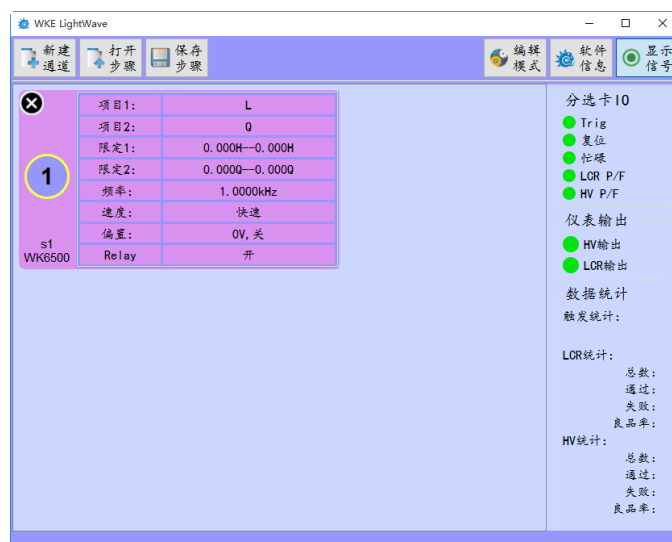 WKE LightWave
新建
通道
打开
步骤
保存
步骤
编辑
模式
软件
信息
显示
信号
1
s1
WK6500
项目1: L
项目2: Q
限定1: 0.000H--0.000H
限定2: 0.000Q--0.000Q
频率: 1.0000kHz
速度: 快速
偏置: 0V,关
Relay 开
分选卡IO
Trig
复位
忙碌
LCR P/F
HV P/F
仪表输出
HV输出
LCR输出
数据统计
触发统计:
LCR统计:
总数:
通过:
失败:
良品率:
HV统计:
总数:
通过:
失败:
良品率: